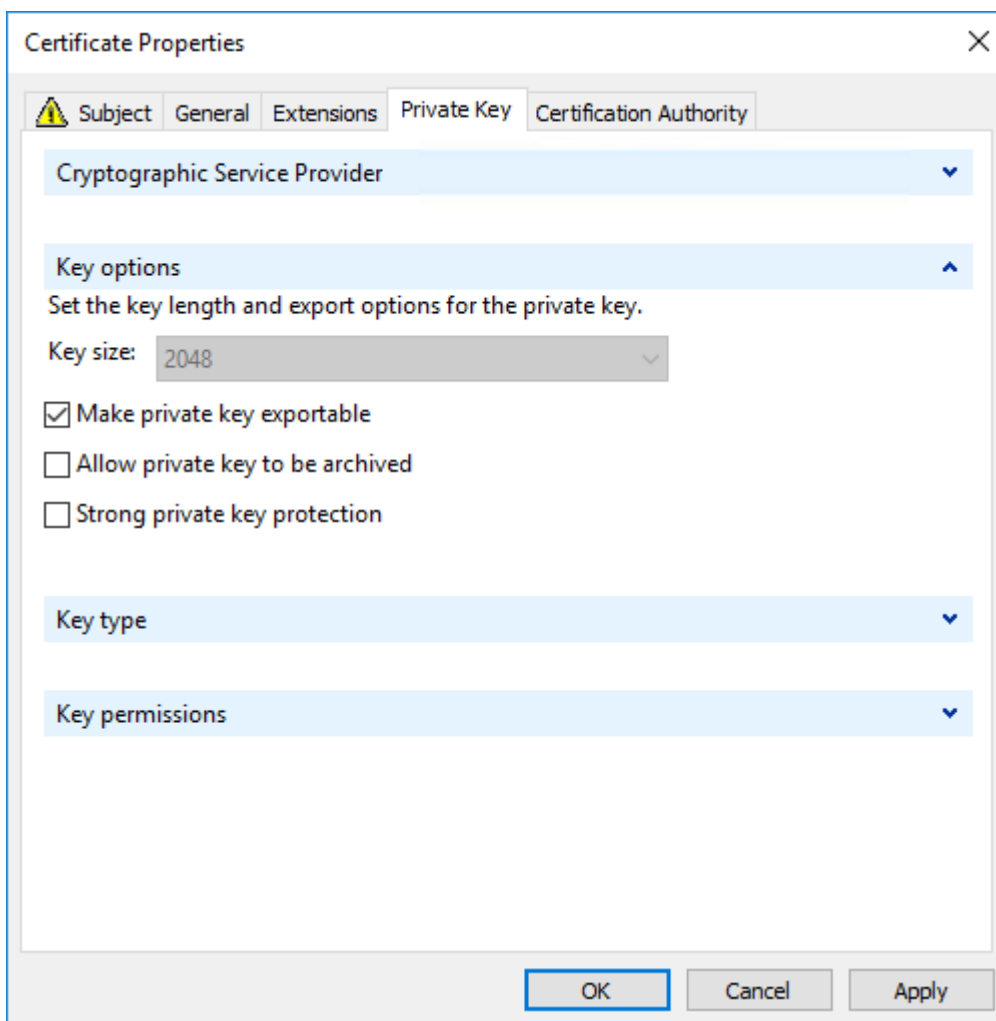 Certificate Properties
Subject General Extensions Private Key Certification Authority
Cryptographic Service Provider
Key options
Set the key length and export options for the private key.
Key size: 2048
Make private key exportable
Allow private key to be archived
Strong private key protection
Key type
Key permissions
OK Cancel Apply